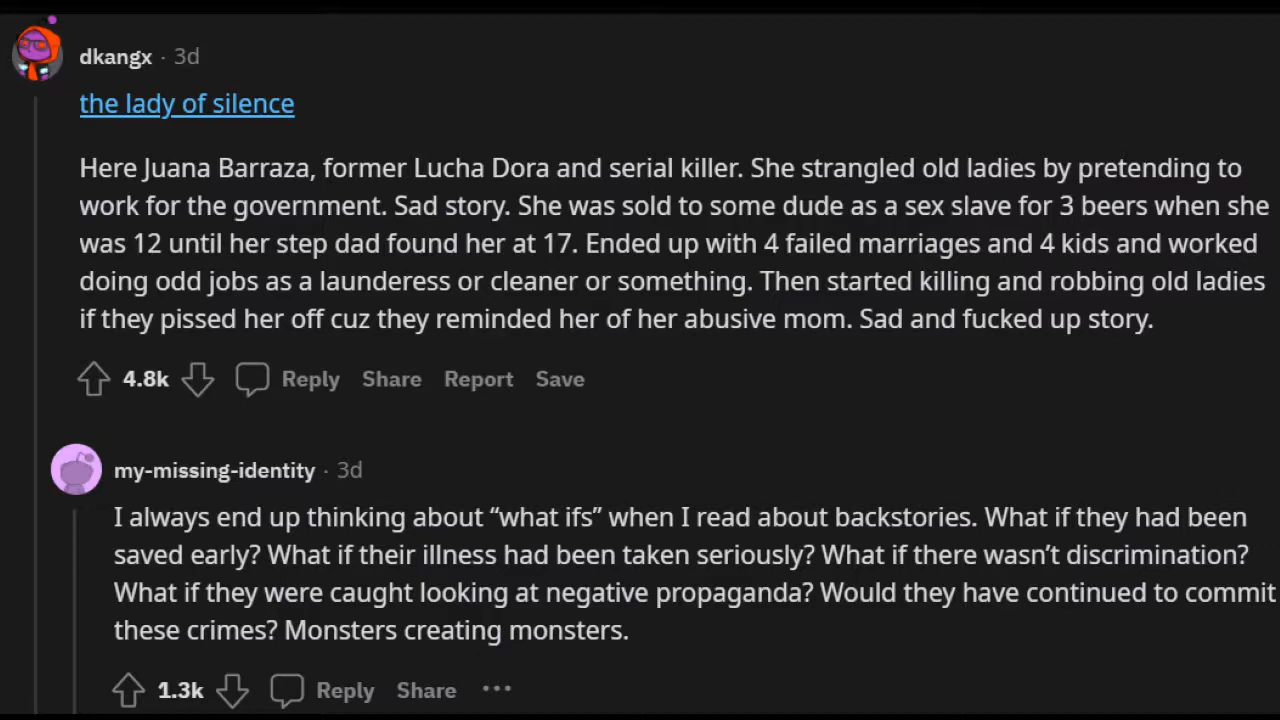 dkangx · 3d
the lady of silence
Here Juana Barraza, former Lucha Dora and serial killer. She strangled old ladies by pretending to
work for the government. Sad story. She was sold to some dude as a sex slave for 3 beers when she
was 12 until her step dad found her at 17. Ended up with 4 failed marriages and 4 kids and worked
doing odd jobs as a launderess or cleaner or something. Then started killing and robbing old ladies
if they pissed her off cuz they reminded her of her abusive mom. Sad and fucked up story.
4.8k Reply Share Report Save
my-missing-identity · 3d
I always end up thinking about “what ifs” when I read about backstories. What if they had been
saved early? What if their illness had been taken seriously? What if there wasn’t discrimination?
What if they were caught looking at negative propaganda? Would they have continued to commit
these crimes? Monsters creating monsters.
1.3k Reply Share ···